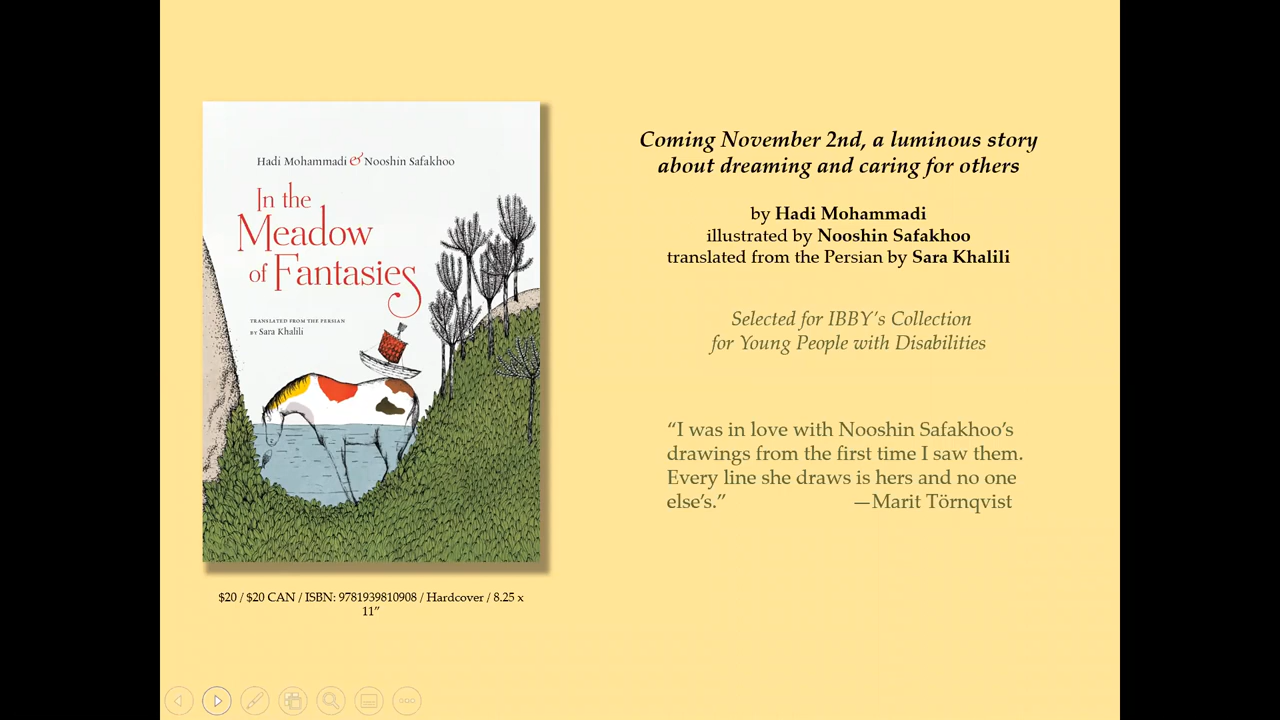 Hadi Mohammadi & Nooshin Safakhoo
In the
Meadow
of Fantasies
TRANSLATED FROM THE PERSIAN
BY Sara Khalili
$20 / $20 CAN / ISBN: 9781939810908 / Hardcover / 8.25 x
11”
Coming November 2nd, a luminous story
about dreaming and caring for others
by Hadi Mohammadi
illustrated by Nooshin Safakhoo
translated from the Persian by Sara Khalili
Selected for IBBY’s Collection
for Young People with Disabilities
“I was in love with Nooshin Safakhoo’s
drawings from the first time I saw them.
Every line she draws is hers and no one
else’s.” —Marit Törnqvist